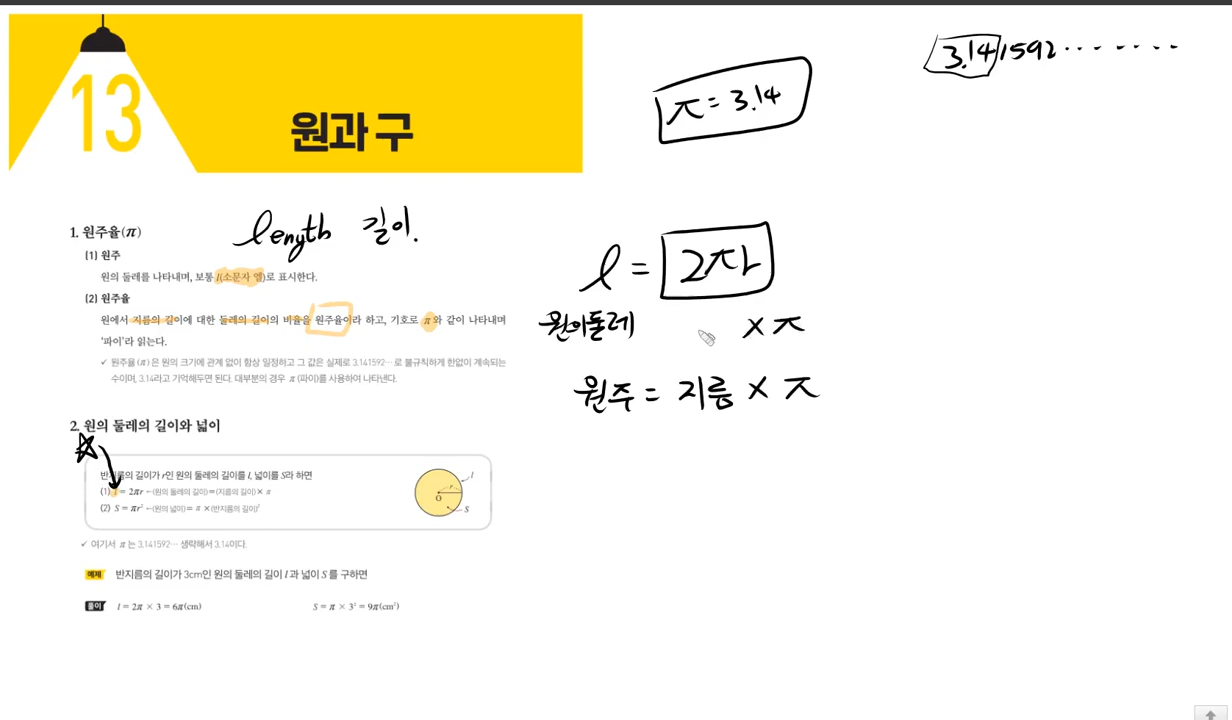 13
원과 구
1. 원주율(π)
length 길이.
(1) 원주
원의 둘레를 나타내며, 보통 l(소문자 엘)로 표시한다.
(2) 원주율
원에서 지름의 길이에 대한 둘레의 길이의 비율을 원주율이라 하고, 기호로 π와 같이 나타내며
'파이'라 읽는다.
✓ 원주율(π)은 원의 크기에 관계 없이 항상 일정하고 그 값은 실제로 3.141592⋯로 불규칙하게 한없이 계속되는
수이며, 3.14라고 기억해두면 된다. 대부분의 경우 π(파이)를 사용하여 나타낸다.
2. 원의 둘레의 길이와 넓이
반지름의 길이가 r인 원의 둘레의 길이를 l, 넓이를 S라 하면
(1) l = 2πr ←(원의 둘레의 길이)=(지름의 길이)×π
(2) S = πr² ←(원의 넓이)= π ×(반지름의 길이)²
l
r
O
S
✓ 여기서 π는 3.141592⋯ 생략해서 3.14이다.
예제 반지름의 길이가 3cm인 원의 둘레의 길이 l과 넓이 S를 구하면
풀이 l = 2π × 3 = 6π(cm) S = π × 3² = 9π(cm²)
π = 3.14
3.141592.......
l = 2πr
원의둘레 × π
원주 = 지름 × π